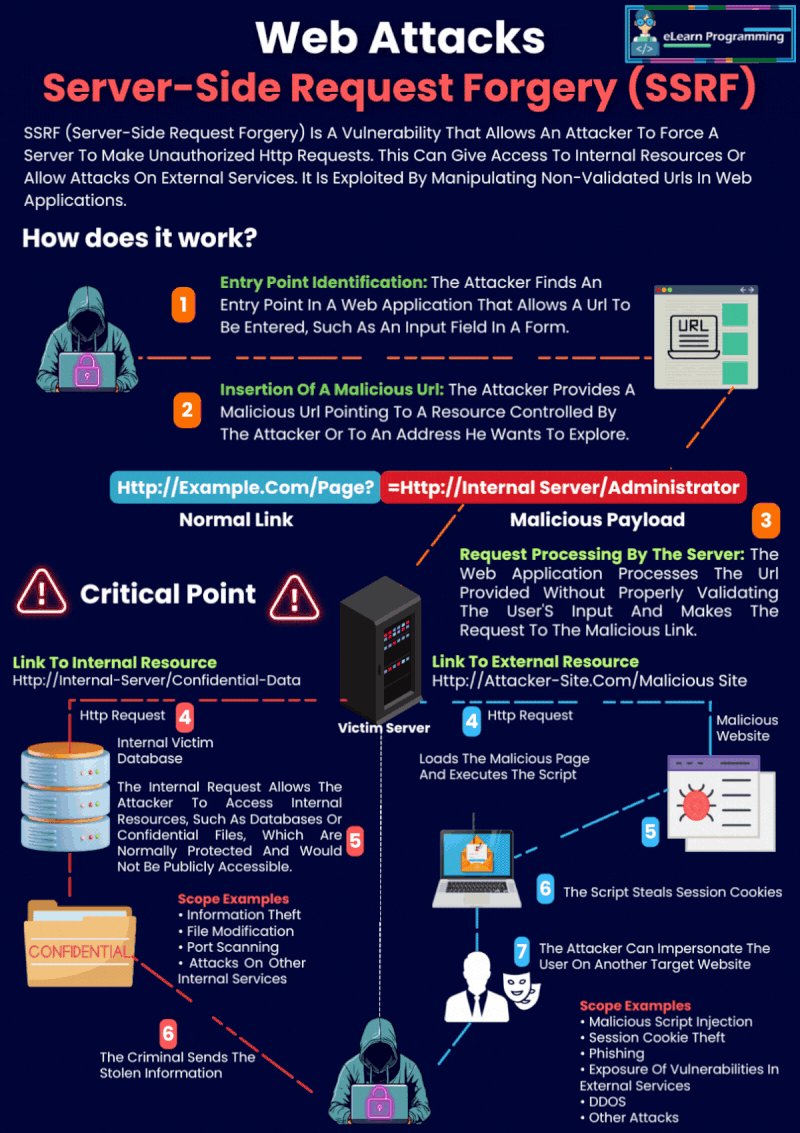 Web Attacks
eLearn Programming
</>
Server-Side Request Forgery (SSRF)
SSRF (Server-Side Request Forgery) Is A Vulnerability That Allows An Attacker To Force A
Server To Make Unauthorized Http Requests. This Can Give Access To Internal Resources Or
Allow Attacks On External Services. It Is Exploited By Manipulating Non-Validated Urls In Web
Applications.
How does it work?
1
Entry Point Identification: The Attacker Finds An
Entry Point In A Web Application That Allows A Url To
Be Entered, Such As An Input Field In A Form.
URL
2
Insertion Of A Malicious Url: The Attacker Provides A
Malicious Url Pointing To A Resource Controlled By
The Attacker Or To An Address He Wants To Explore.
Http://Example.Com/Page? =Http://Internal Server/Administrator
Normal Link
Malicious Payload
3
Request Processing By The Server: The
Web Application Processes The Url
Provided Without Properly Validating
The User'S Input And Makes The
Request To The Malicious Link.
Critical Point
Link To Internal Resource
Http://Internal-Server/Confidential-Data
Link To External Resource
Http://Attacker-Site.Com/Malicious Site
Victim Server
Http Request
4
Internal Victim
Database
The Internal Request Allows The
Attacker To Access Internal
Resources, Such As Databases Or
Confidential Files, Which Are
Normally Protected And Would
Not Be Publicly Accessible.
5
Scope Examples
• Information Theft
• File Modification
• Port Scanning
• Attacks On Other
Internal Services
CONFIDENTIAL
6
The Criminal Sends The
Stolen Information
4
Http Request
Malicious
Website
Loads The Malicious Page
And Executes The Script
5
6
The Script Steals Session Cookies
7
The Attacker Can Impersonate The
User On Another Target Website
Scope Examples
• Malicious Script Injection
• Session Cookie Theft
• Phishing
• Exposure Of Vulnerabilities In
External Services
• DDOS
• Other Attacks